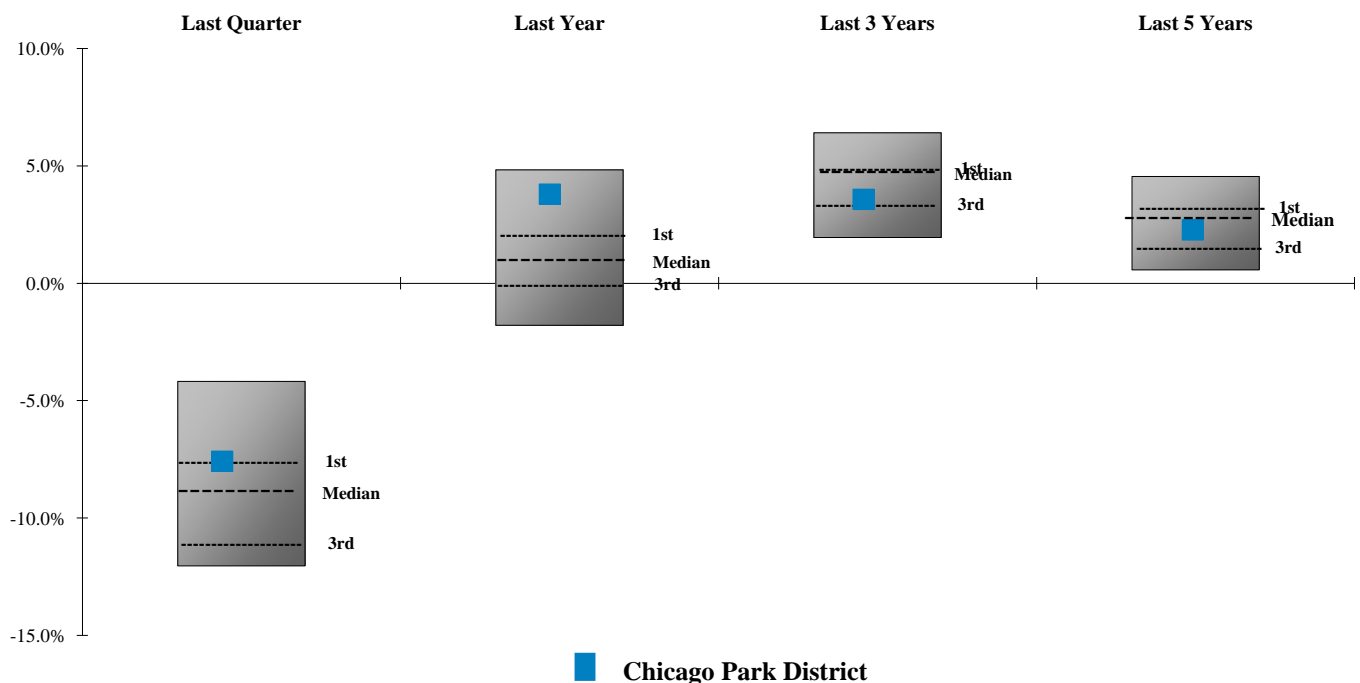 Last Quarter Last Year Last 3 Years Last 5 Years
10.0%
5.0%
0.0%
-5.0%
-10.0%
-15.0%
1st
Median
3rd
1st
Median
3rd
1st
Median
3rd
1st
Median
3rd
Chicago Park District